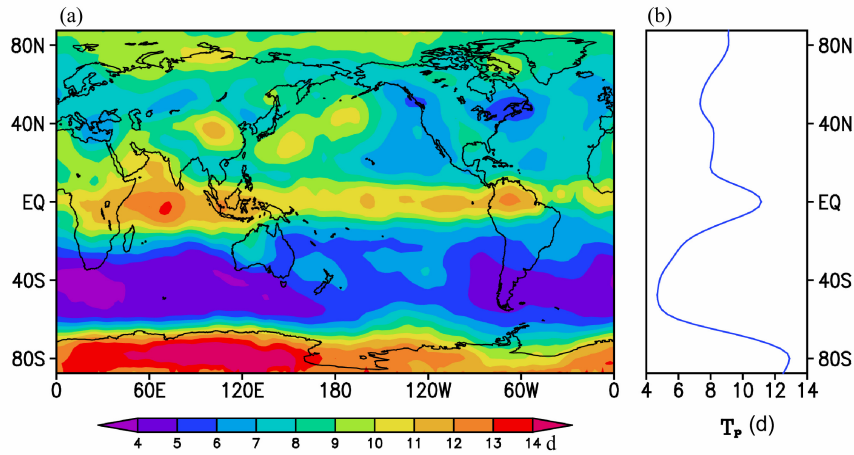 (a) (b)
80N 80N
40N 40N
EQ EQ
40S 40S
80S 80S
0 60E 120E 180 120W 60W 0 4 6 8 10 12 14
4 5 6 7 8 9 10 11 12 13 14 d
T_P (d)